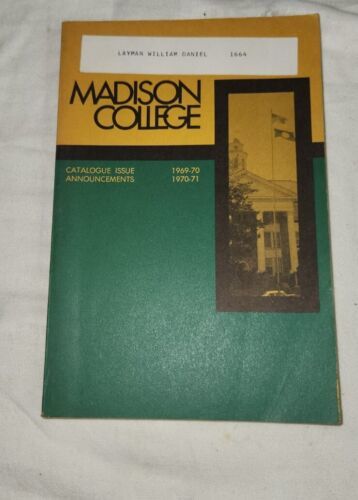 LAYMAN WILLIAM DANIEL 1664
MADISON
COLLEGE
CATALOGUE ISSUE 1969-70
ANNOUNCEMENTS 1970-71